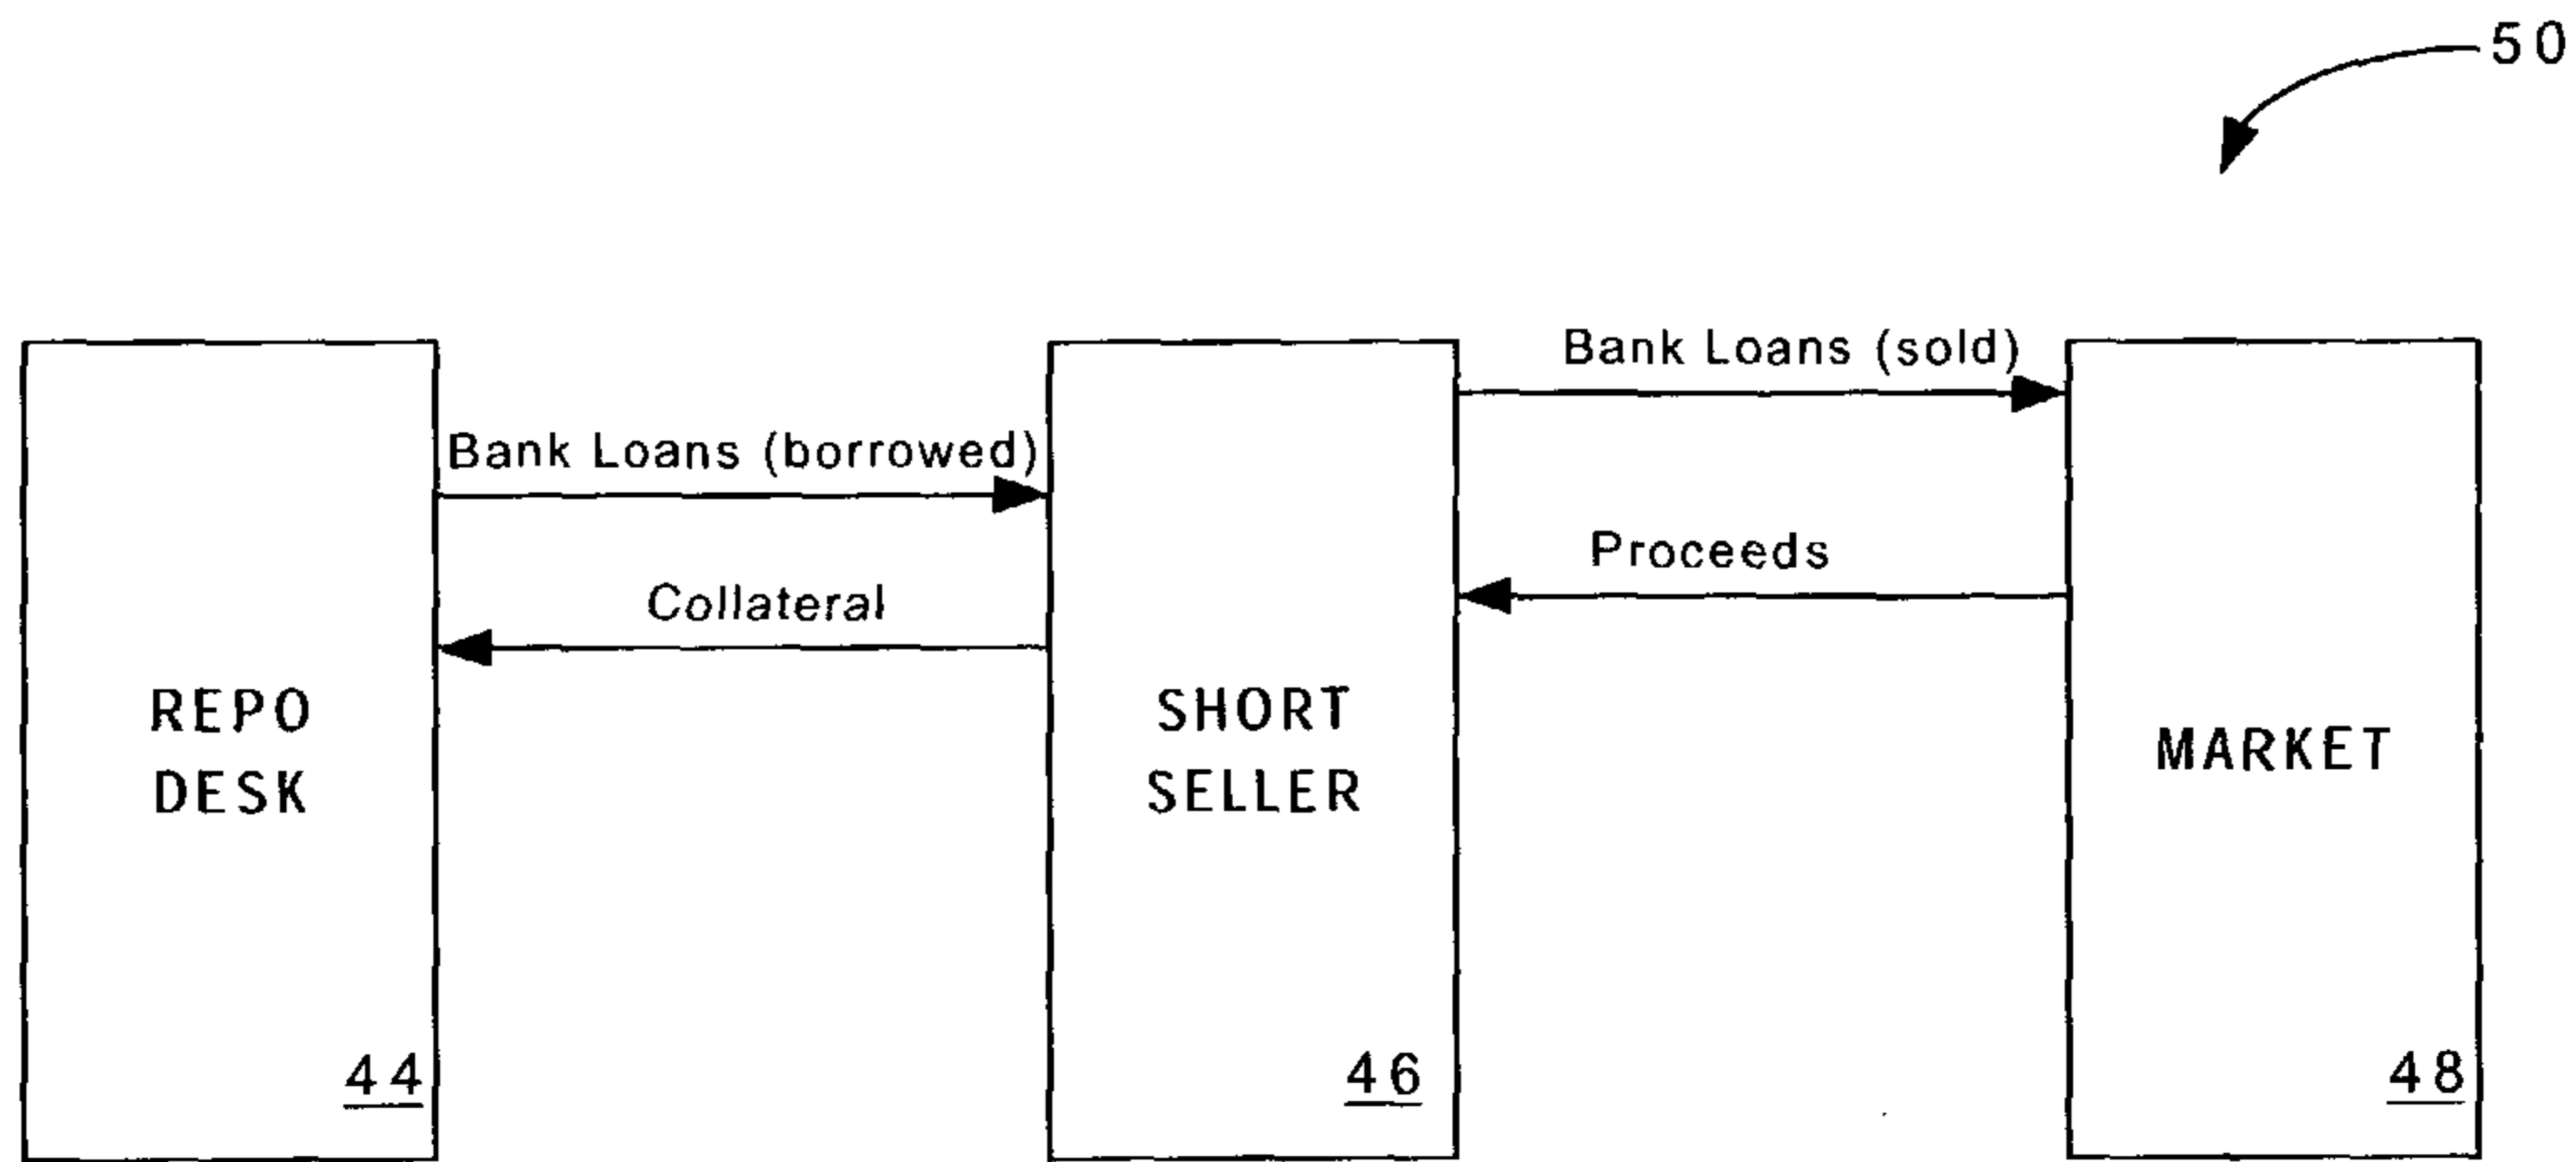 50
Bank Loans (sold)
Bank Loans (borrowed)
Proceeds
Collateral
REPO
DESK
SHORT
SELLER
MARKET
44
46
48